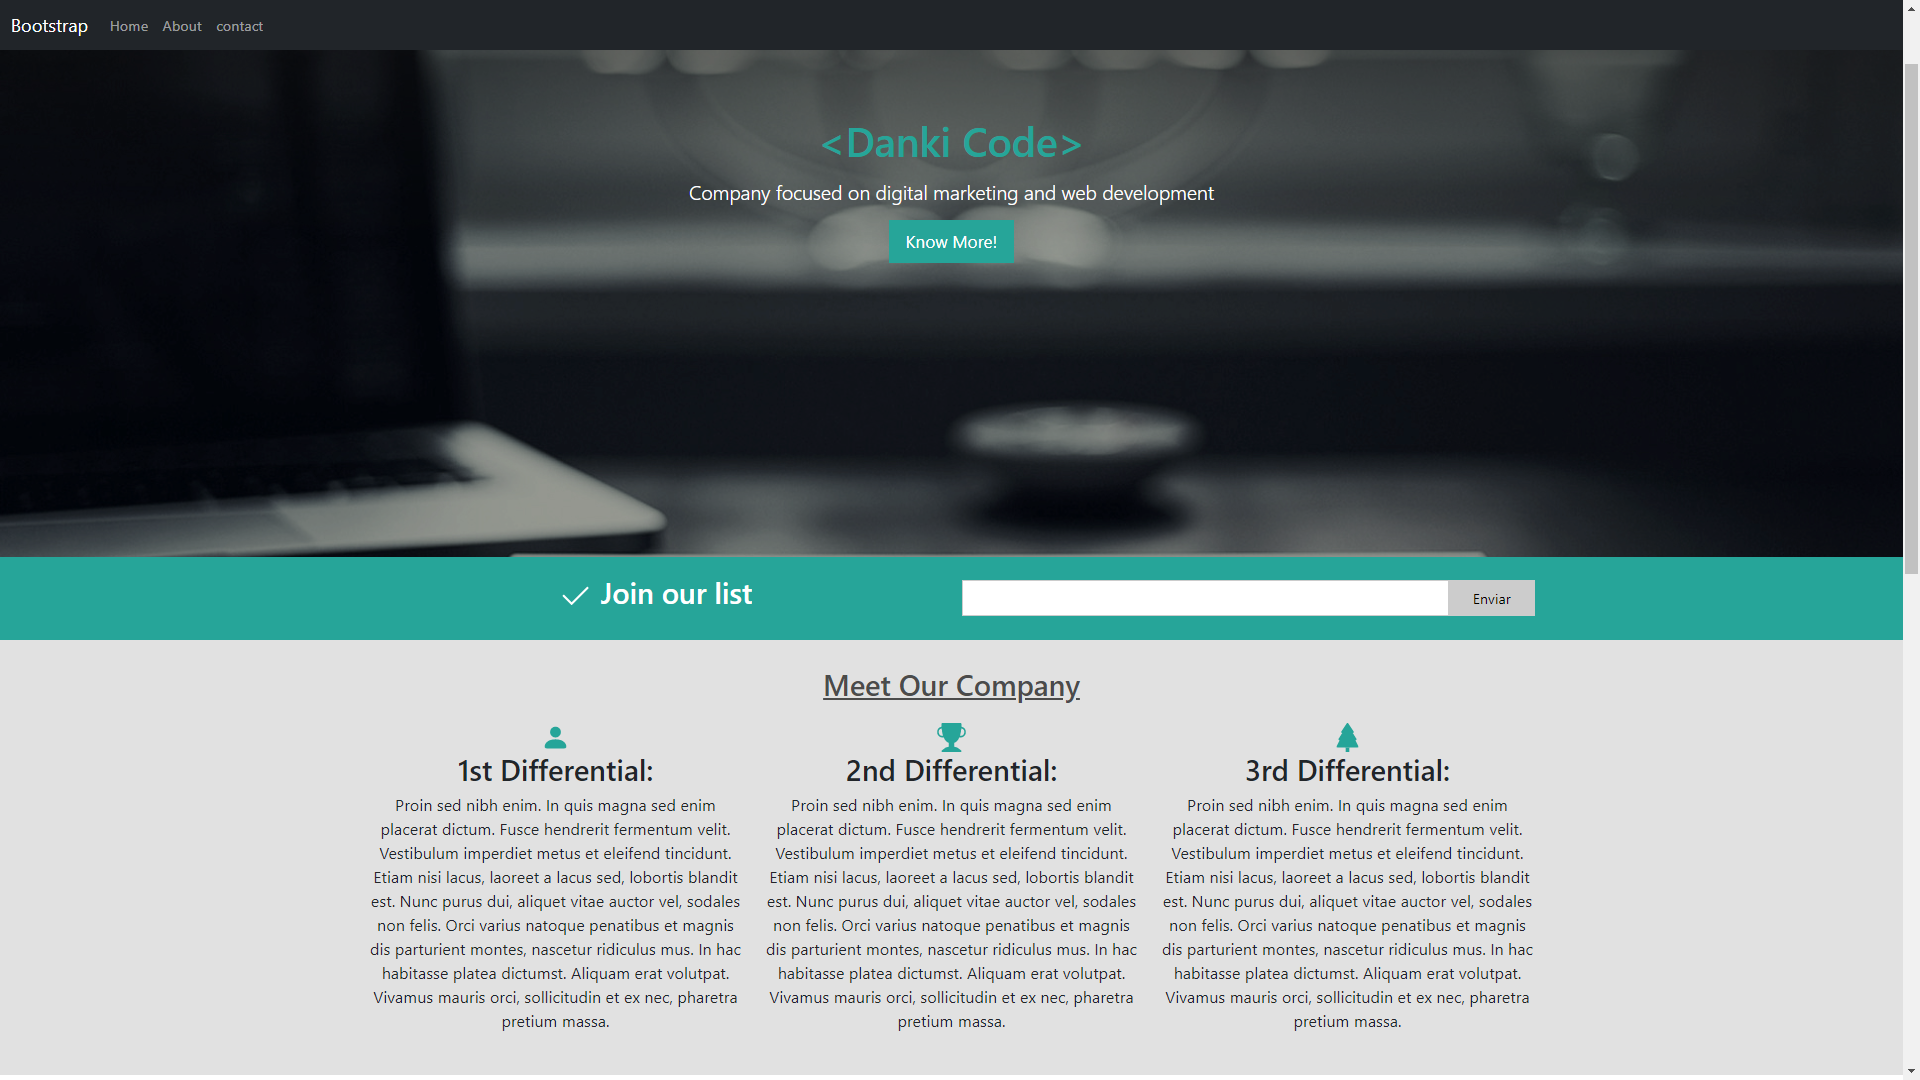 Bootstrap Home About contact
<Danki Code>
Company focused on digital marketing and web development
Know More!
Join our list
Enviar
Meet Our Company
1st Differential:
Proin sed nibh enim. In quis magna sed enim
placerat dictum. Fusce hendrerit fermentum velit.
Vestibulum imperdiet metus et eleifend tincidunt.
Etiam nisi lacus, laoreet a lacus sed, lobortis blandit
est. Nunc purus dui, aliquet vitae auctor vel, sodales
non felis. Orci varius natoque penatibus et magnis
dis parturient montes, nascetur ridiculus mus. In hac
habitasse platea dictumst. Aliquam erat volutpat.
Vivamus mauris orci, sollicitudin et ex nec, pharetra
pretium massa.
2nd Differential:
Proin sed nibh enim. In quis magna sed enim
placerat dictum. Fusce hendrerit fermentum velit.
Vestibulum imperdiet metus et eleifend tincidunt.
Etiam nisi lacus, laoreet a lacus sed, lobortis blandit
est. Nunc purus dui, aliquet vitae auctor vel, sodales
non felis. Orci varius natoque penatibus et magnis
dis parturient montes, nascetur ridiculus mus. In hac
habitasse platea dictumst. Aliquam erat volutpat.
Vivamus mauris orci, sollicitudin et ex nec, pharetra
pretium massa.
3rd Differential:
Proin sed nibh enim. In quis magna sed enim
placerat dictum. Fusce hendrerit fermentum velit.
Vestibulum imperdiet metus et eleifend tincidunt.
Etiam nisi lacus, laoreet a lacus sed, lobortis blandit
est. Nunc purus dui, aliquet vitae auctor vel, sodales
non felis. Orci varius natoque penatibus et magnis
dis parturient montes, nascetur ridiculus mus. In hac
habitasse platea dictumst. Aliquam erat volutpat.
Vivamus mauris orci, sollicitudin et ex nec, pharetra
pretium massa.